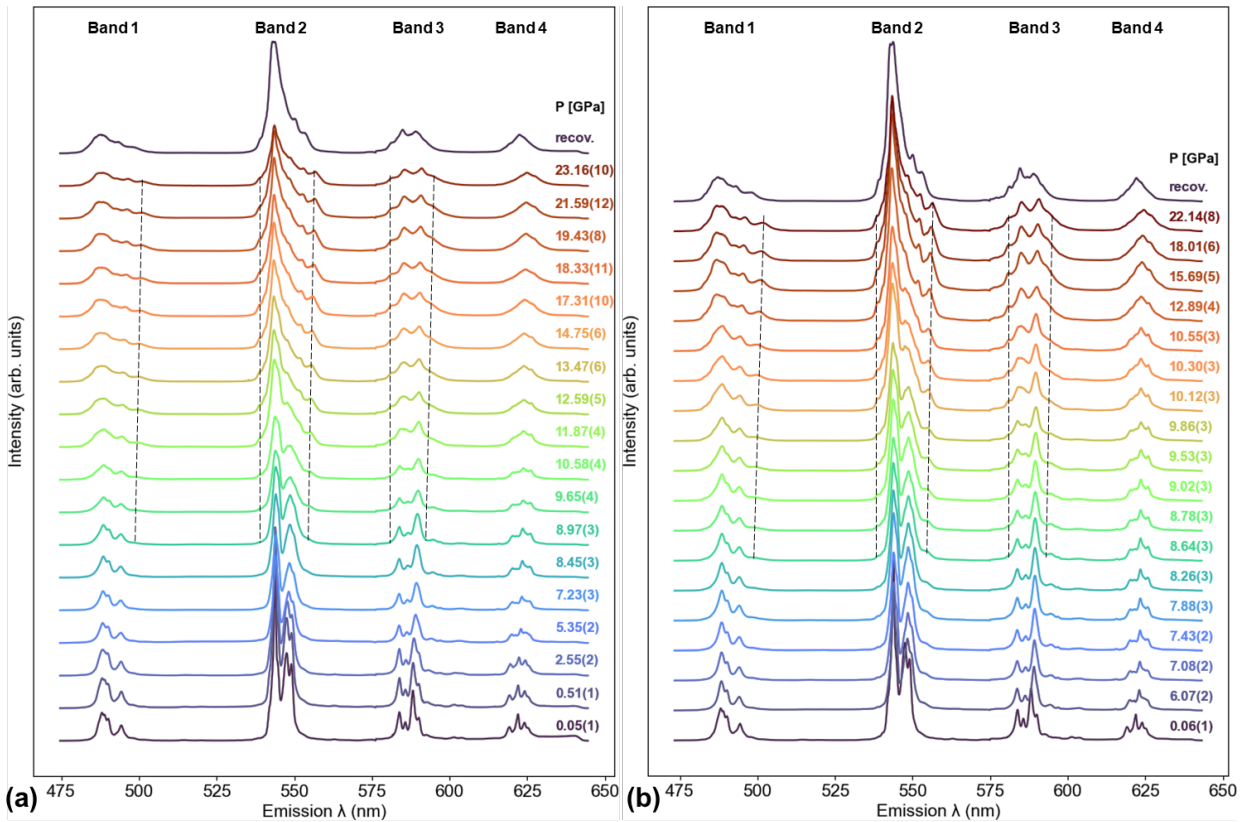 Band 1 Band 2 Band 3 Band 4
P [GPa]
recov.
23.16(10)
21.59(12)
19.43(8)
18.33(11)
17.31(10)
14.75(6)
13.47(6)
12.59(5)
11.87(4)
10.58(4)
9.65(4)
8.97(3)
8.45(3)
7.23(3)
5.35(2)
2.55(2)
0.51(1)
0.05(1)
Intensity (arb. units)
475 500 525 550 575 600 625 650
Emission λ (nm)
(a)
Band 1 Band 2 Band 3 Band 4
P [GPa]
recov.
22.14(8)
18.01(6)
15.69(5)
12.89(4)
10.55(3)
10.30(3)
10.12(3)
9.86(3)
9.53(3)
9.02(3)
8.78(3)
8.64(3)
8.26(3)
7.88(3)
7.43(2)
7.08(2)
6.07(2)
0.06(1)
Intensity (arb. units)
475 500 525 550 575 600 625 650
Emission λ (nm)
(b)